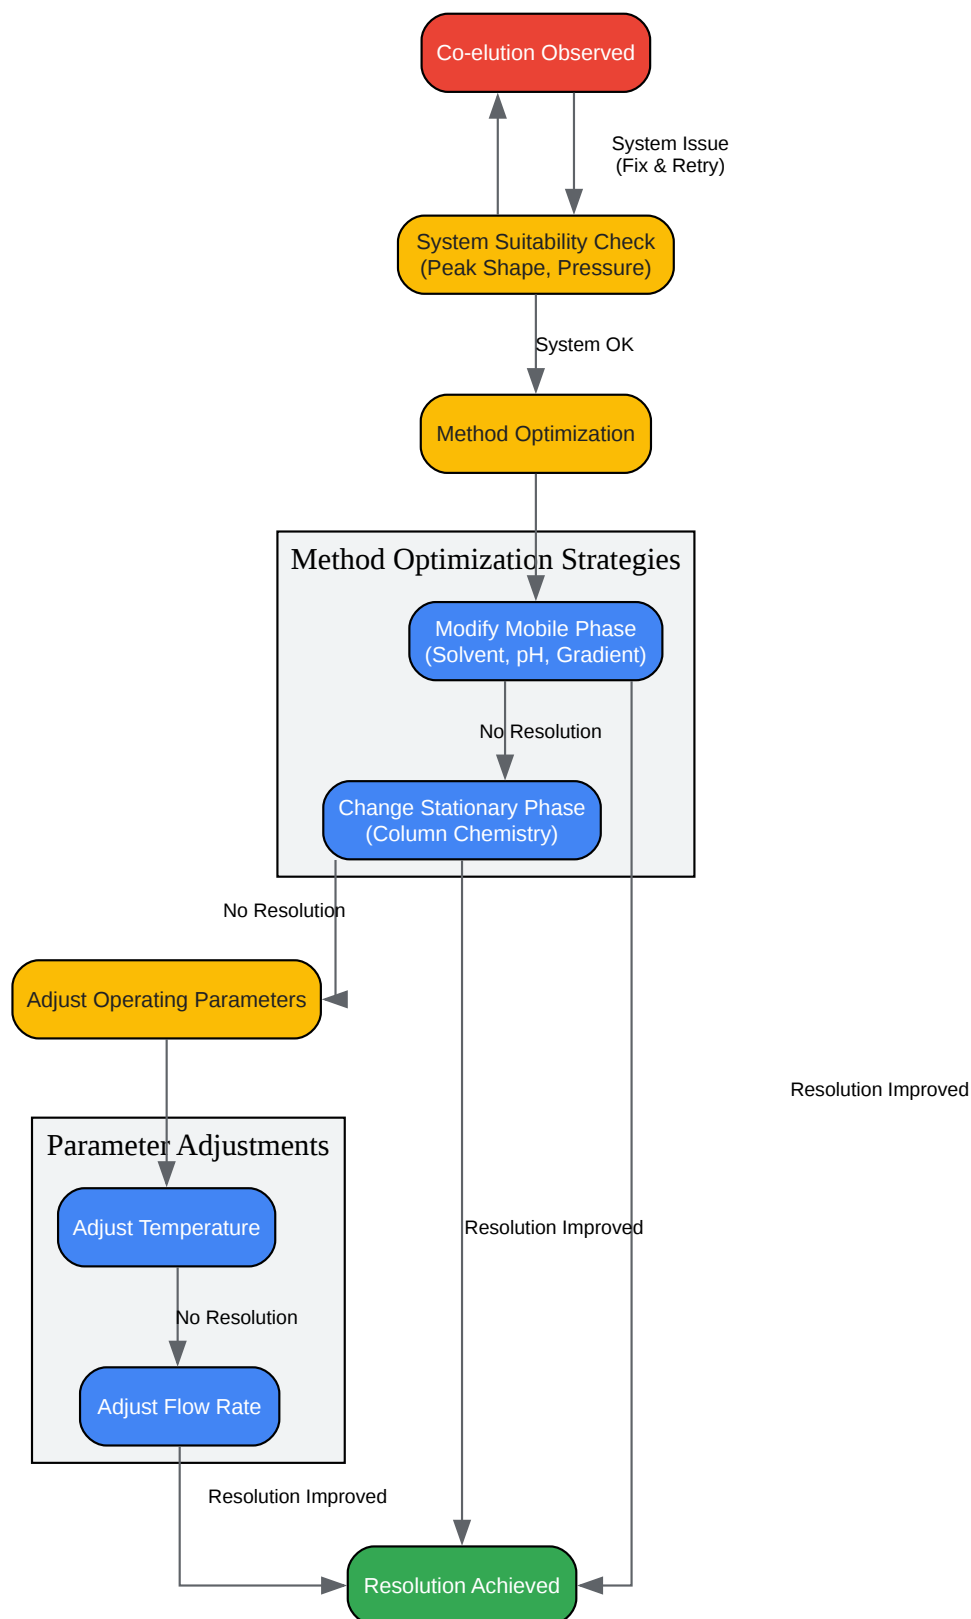 Co-elution Observed
System Issue
(Fix & Retry)
System Suitability Check
(Peak Shape, Pressure)
System OK
Method Optimization
Method Optimization Strategies
Modify Mobile Phase
(Solvent, pH, Gradient)
No Resolution
Change Stationary Phase
(Column Chemistry)
No Resolution
Adjust Operating Parameters
Resolution Improved
Parameter Adjustments
Adjust Temperature
Resolution Improved
No Resolution
Adjust Flow Rate
Resolution Improved
Resolution Achieved